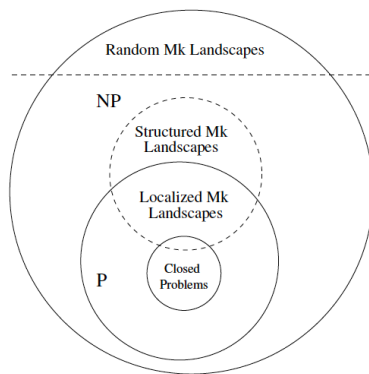 Random Mk Landscapes
NP
Structured Mk
Landscapes
Localized Mk
Landscapes
Closed
Problems
P